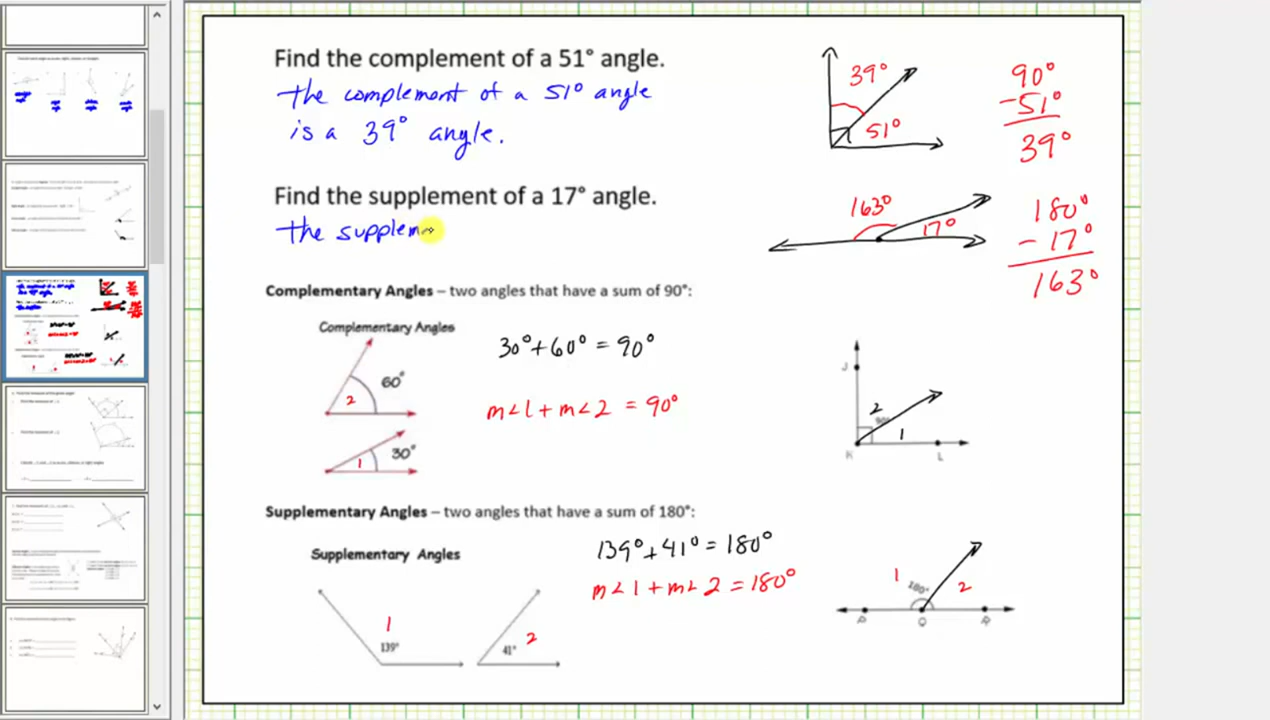 Find the complement of a 51° angle.
the complement of a 51° angle
is a 39° angle.
39°
51°
90°
-51°
39°
Find the supplement of a 17° angle.
the supplem
163°
17°
180°
- 17°
163°
Complementary Angles – two angles that have a sum of 90°:
Complementary Angles
60°
2
30°
1
30°+60° = 90°
m<1 + m<2 = 90°
J
2
90°
1
K
L
Supplementary Angles – two angles that have a sum of 180°:
Supplementary Angles
1
139°
2
41°
139°+41° = 180°
m<1 + m<2 = 180°
1
180°
2
P
Q
R